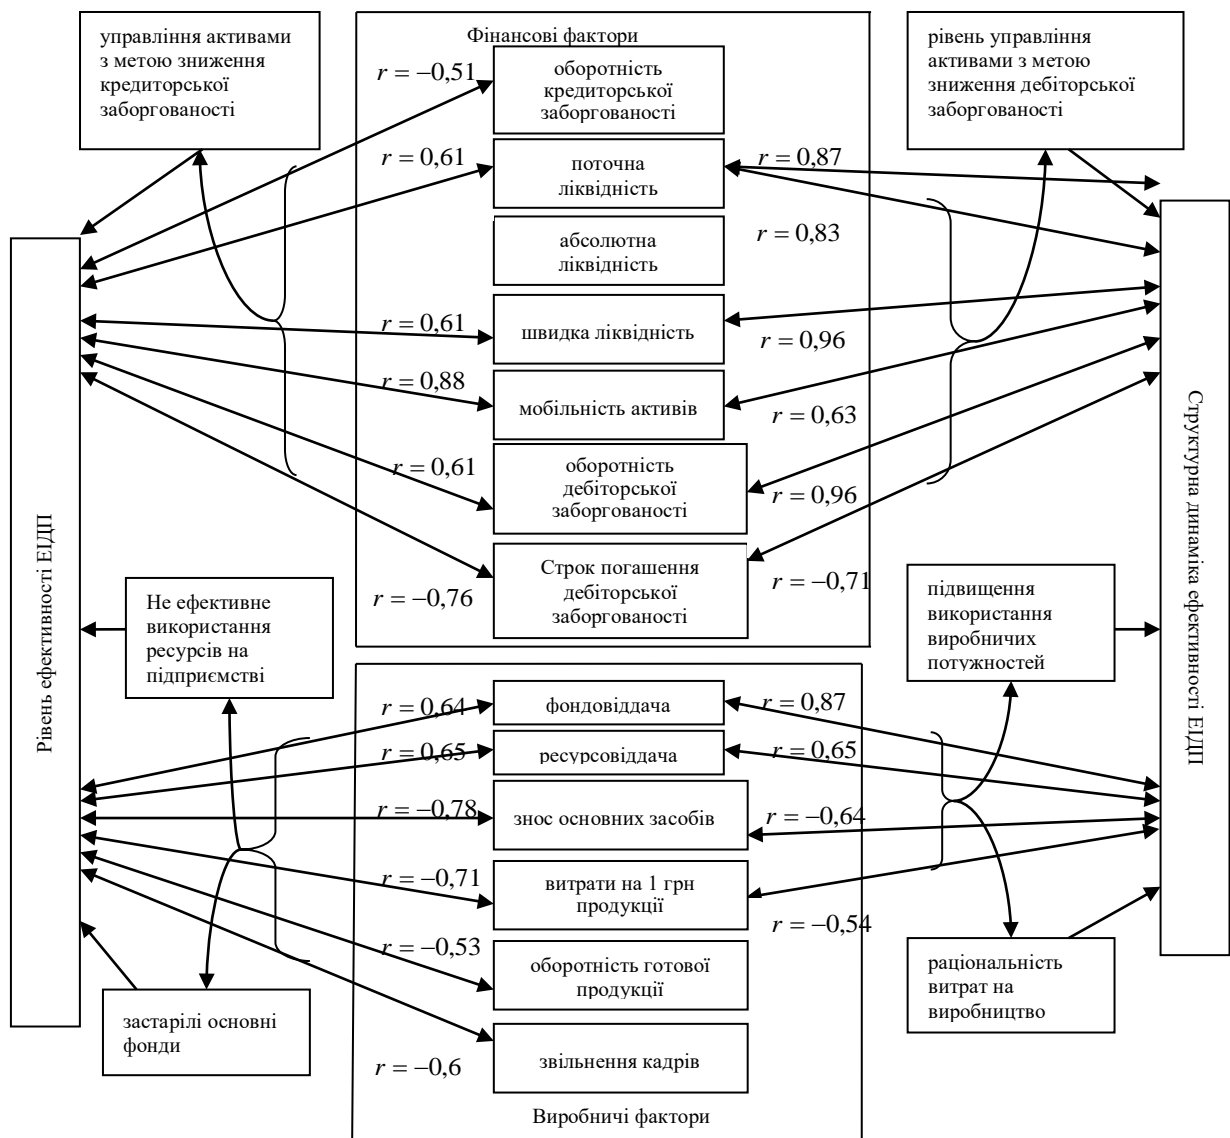 управління активами
з метою зниження
кредиторської
заборгованості
Фінансові фактори
рівень управління
активами з метою
зниження дебіторської
заборгованості
r = –0,51
оборотність
кредиторської
заборгованості
r = 0,61
поточна
ліквідність
r = 0,87
абсолютна
ліквідність
r = 0,83
r = 0,61
швидка ліквідність
r = 0,96
r = 0,88
мобільність активів
r = 0,63
r = 0,61
оборотність
дебіторської
заборгованості
r = 0,96
Строк погашення
дебіторської
заборгованості
r = –0,76
r = –0,71
Рівень ефективності ЕІДП
Структурна динаміка ефективності ЕІДП
Не ефективне
використання
ресурсів на
підприємстві
підвищення
використання
виробничих
потужностей
r = 0,64
фондовіддача
r = 0,87
r = 0,65
ресурсовіддача
r = 0,65
r = –0,78
знос основних засобів
r = –0,64
r = –0,71
витрати на 1 грн
продукції
r = –0,54
r = –0,53
оборотність готової
продукції
раціональність
витрат на
виробництво
застарілі основні
фонди
r = –0,6
звільнення кадрів
Виробничі фактори